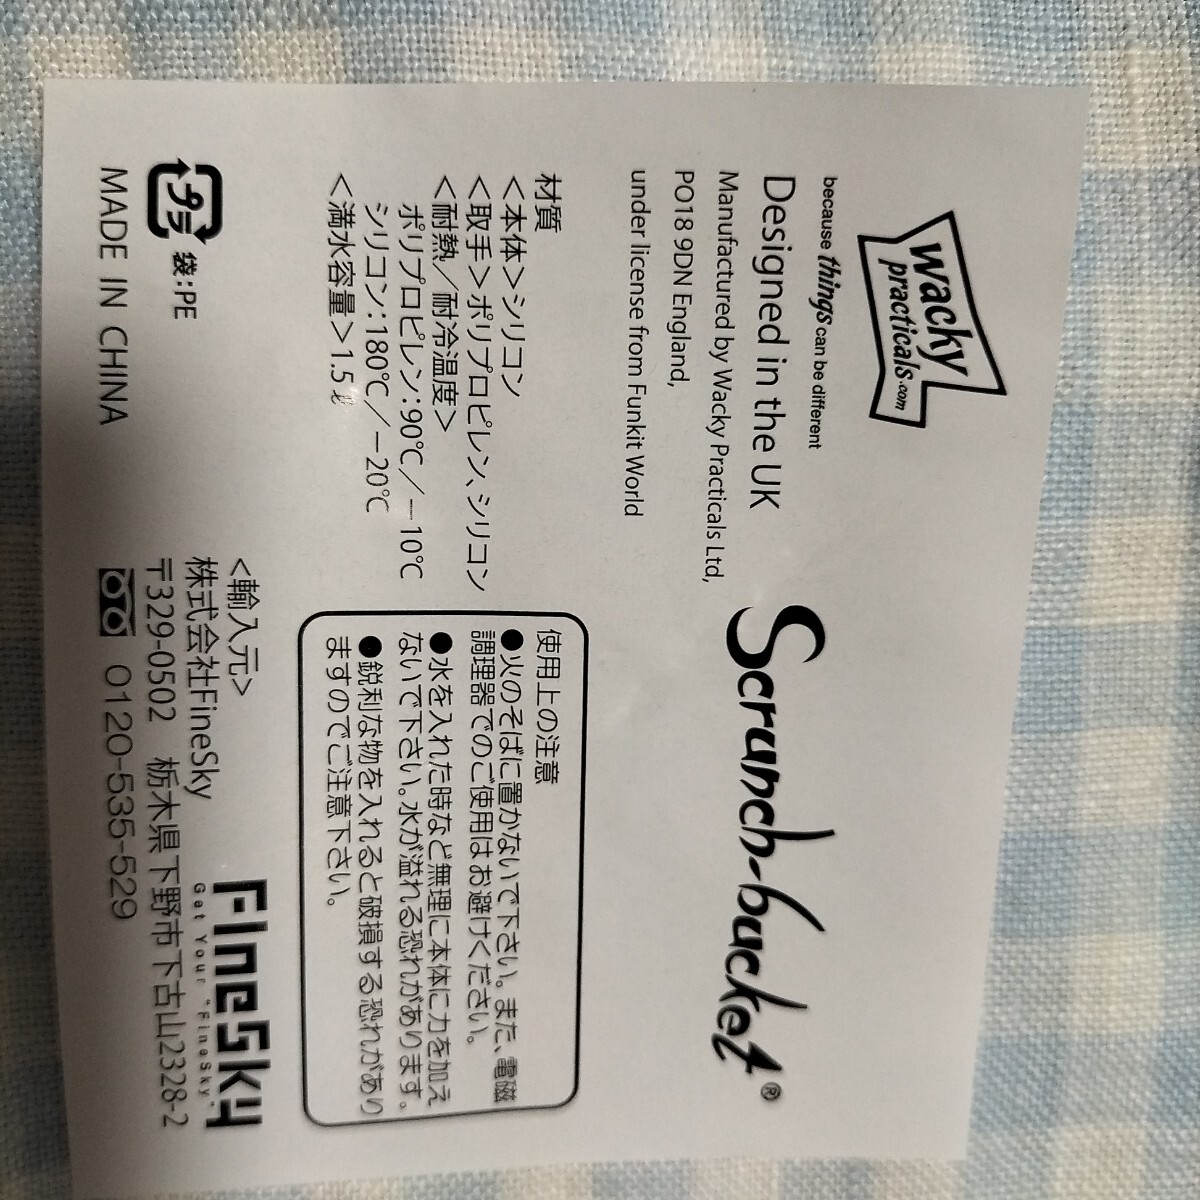 wacky
practicals.com
because things can be different
Designed in the UK
Manufactured by Wacky Practicals Ltd,
PO18 9DN England,
under license from Funkit World
Scrunch-bucket®
材質
<本体>シリコン
<取手>ポリプロピレン、シリコン
<耐熱/耐冷温度>
ポリプロピレン:90℃/−10℃
シリコン:180℃/−20℃
<満水容量>1.5ℓ
使用上の注意
●火のそばに置かないで下さい。また、電磁
調理器でのご使用はお避けください。
●水を入れた時など無理に本体に力を加え
ないで下さい。水が溢れる恐れがあります。
●鋭利な物を入れると破損する恐れがあり
ますのでご注意下さい。
プラ 袋:PE
MADE IN CHINA
<輸入元>
株式会社FineSky
〒329-0502 栃木県下野市下古山2328-2
0120-535-529
FineSky
Get Your "FineSky"